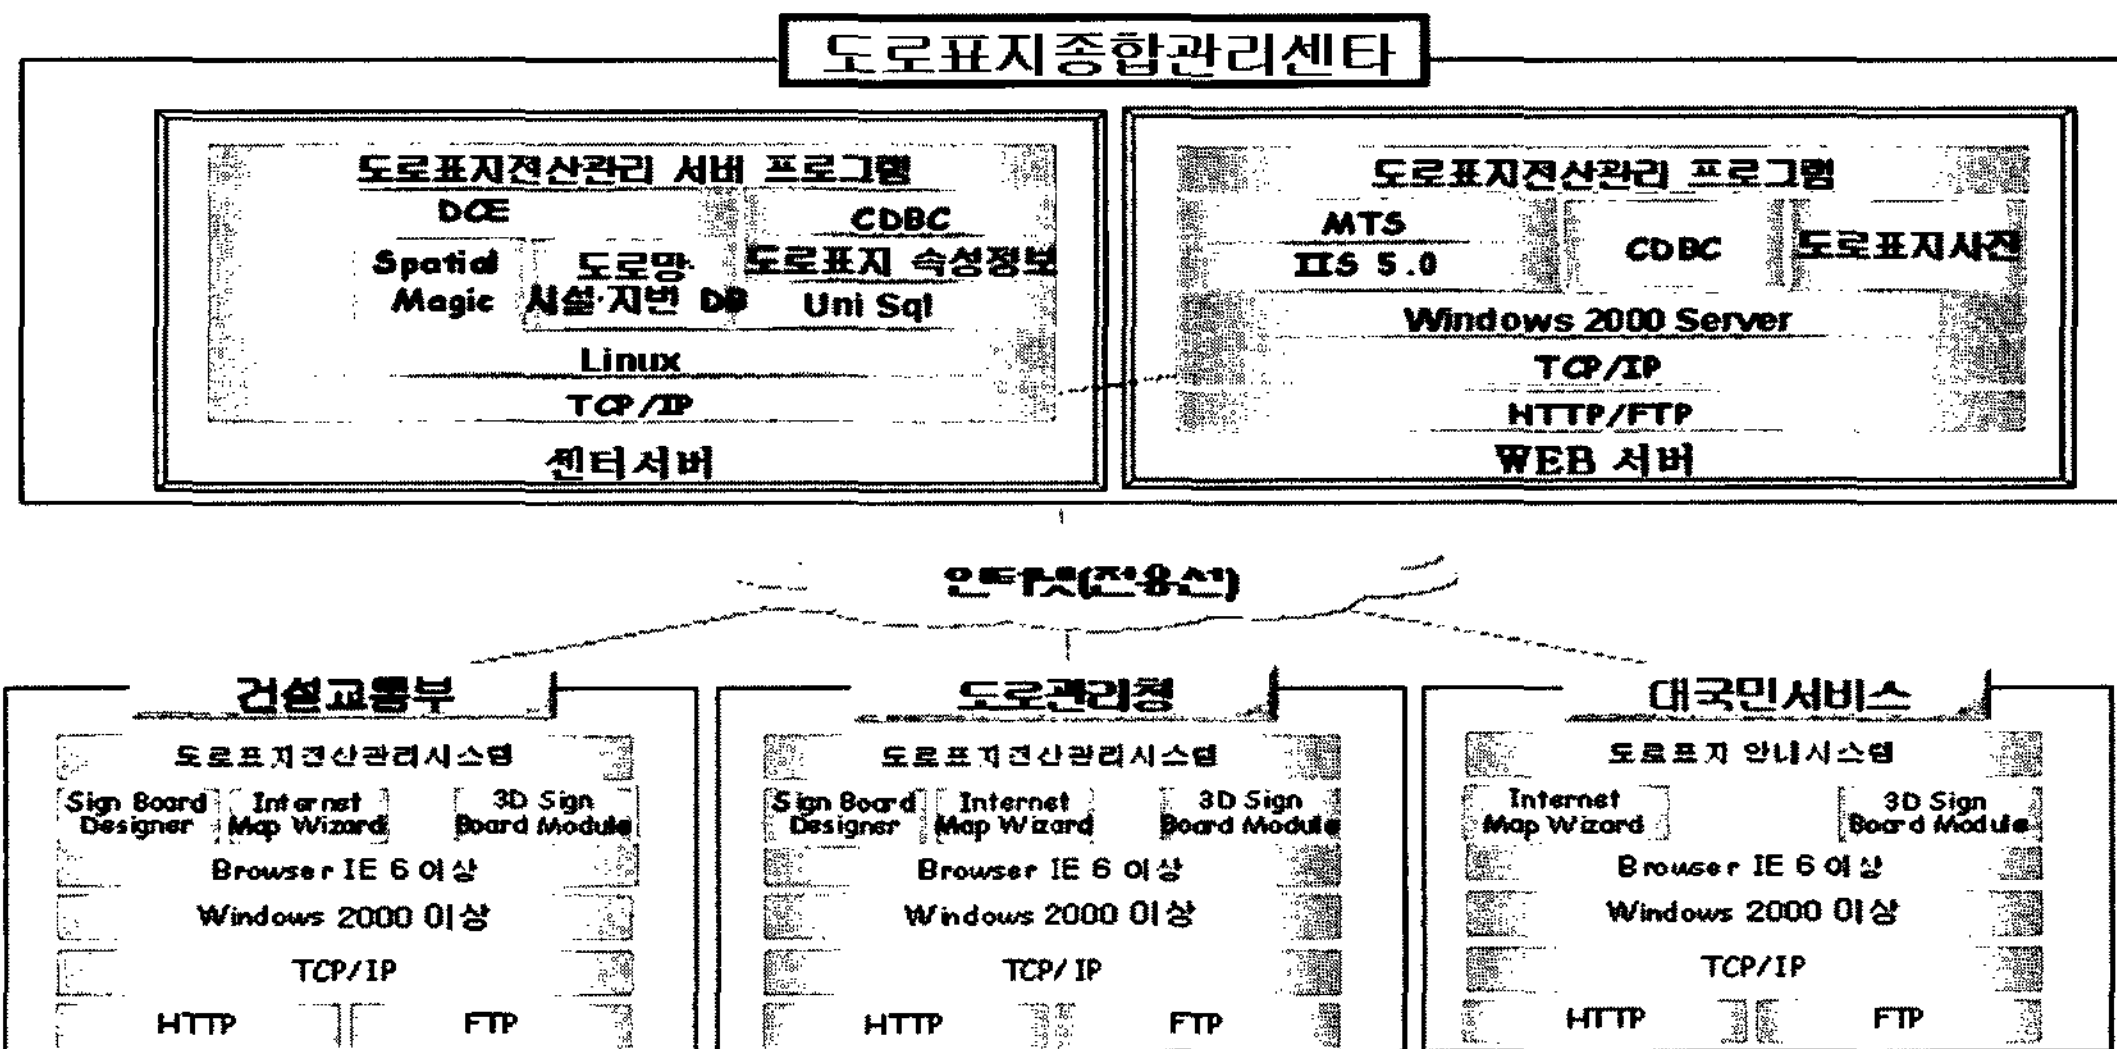 도로표지종합관리센타
도로표지전산관리 서버 프로그램
DCE
CDBC
Spatial
Magic
도로망·
시설·지번 DB
도로표지 속성정보
Uni Sql
Linux
TCP/IP
센터서버
도로표지전산관리 프로그램
MTS
IIS 5.0
CDBC
도로표지사진
Windows 2000 Server
TCP/IP
HTTP/FTP
WEB 서버
인터넷(전용선)
건설교통부
도로표지전산관리시스템
Sign Board
Designer
Internet
Map Wizard
3D Sign
Board Module
Browser IE 6 이상
Windows 2000 이상
TCP/IP
HTTP
FTP
도로관리청
도로표지전산관리시스템
Sign Board
Designer
Internet
Map Wizard
3D Sign
Board Module
Browser IE 6 이상
Windows 2000 이상
TCP/IP
HTTP
FTP
대국민서비스
도로표지 안내시스템
Internet
Map Wizard
3D Sign
Board Module
Browser IE 6 이상
Windows 2000 이상
TCP/IP
HTTP
FTP